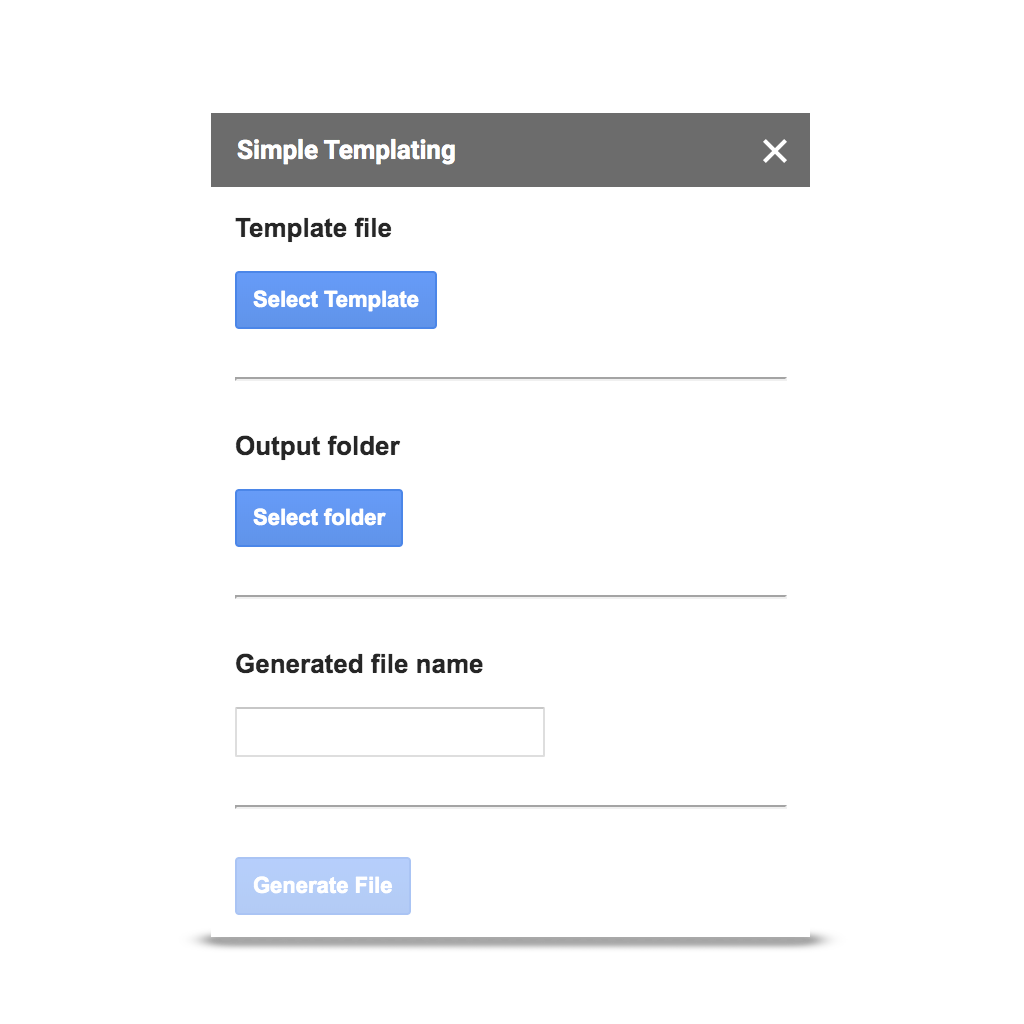 Simple Templating
Template file
Select Template
Output folder
Select folder
Generated file name
Generate File